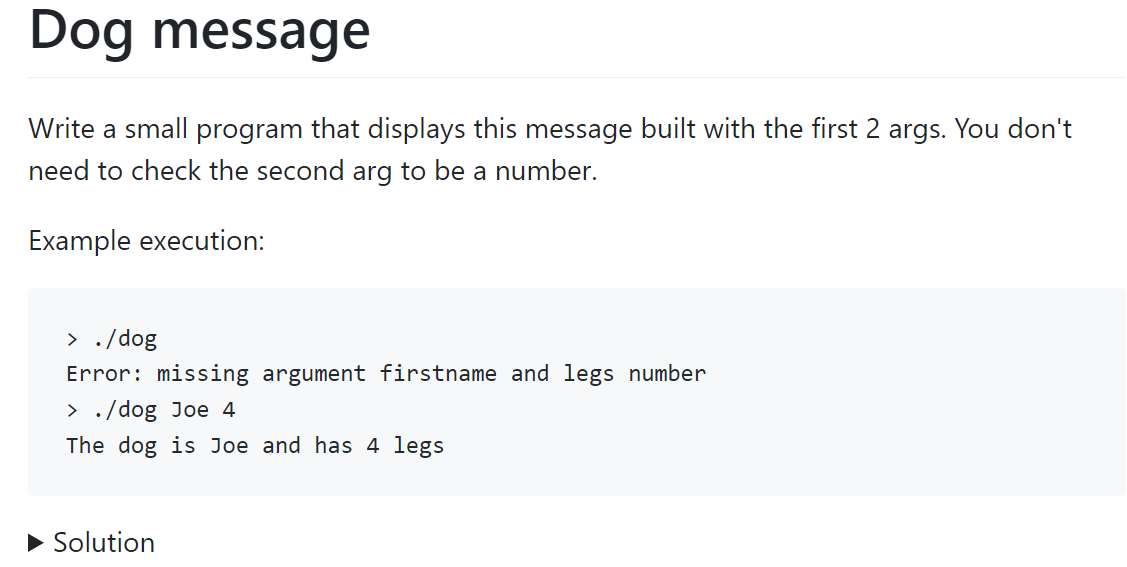 Dog message
Write a small program that displays this message built with the first 2 args. You don't
need to check the second arg to be a number.
Example execution:
> ./dog
Error: missing argument firstname and legs number
> ./dog Joe 4
The dog is Joe and has 4 legs
▶ Solution